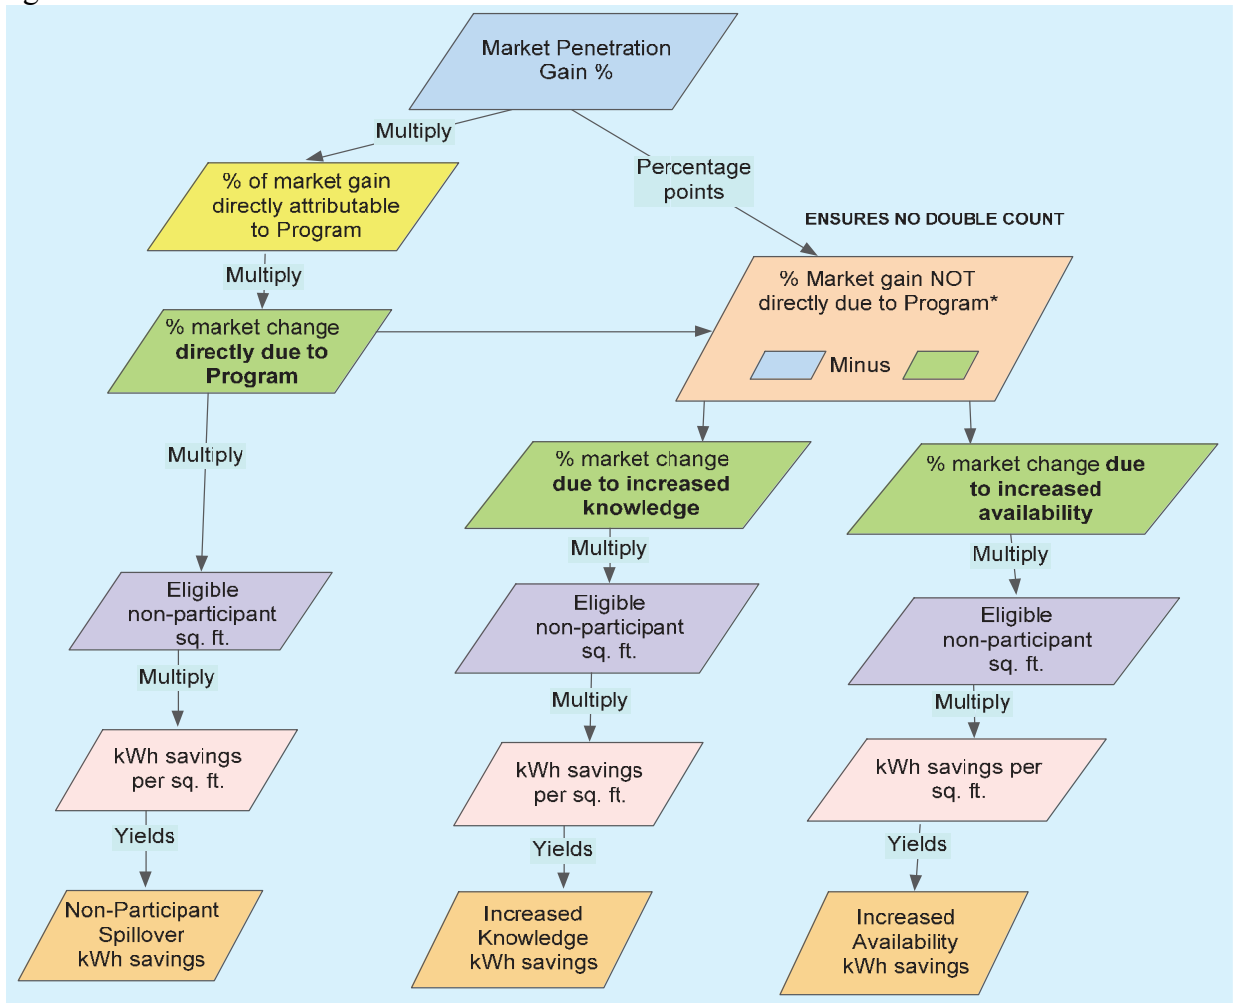 Market Penetration
Gain %
Multiply
% of market gain
directly attributable
to Program
Percentage
points
ENSURES NO DOUBLE COUNT
Multiply
% Market gain NOT
directly due to Program*
Minus
% market change
directly due to
Program
Multiply
% market change
due to increased
knowledge
% market change due
to increased
availability
Multiply
Multiply
Eligible
non-participant
sq. ft.
Eligible
non-participant
sq. ft.
Eligible
non-participant
sq. ft.
Multiply
Multiply
Multiply
kWh savings
per sq. ft.
kWh savings
per sq. ft.
kWh savings per
sq. ft.
Yields
Yields
Yields
Non-Participant
Spillover
kWh savings
Increased
Knowledge
kWh savings
Increased
Availability
kWh savings